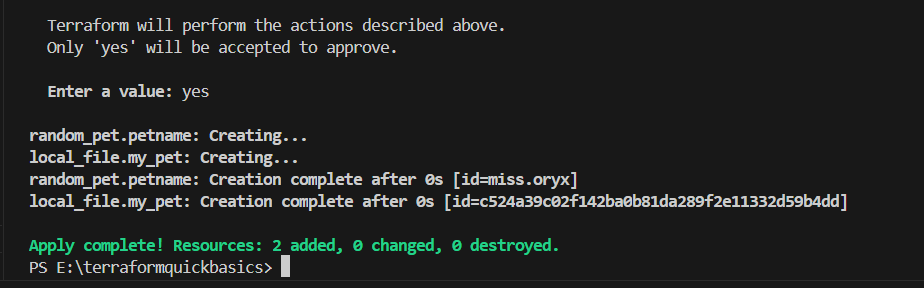 Terraform will perform the actions described above.
Only 'yes' will be accepted to approve.
Enter a value: yes
random_pet.petname: Creating...
local_file.my_pet: Creating...
random_pet.petname: Creation complete after 0s [id=miss.oryx]
local_file.my_pet: Creation complete after 0s [id=c524a39c02f142ba0b81da289f2e11332d59b4dd]
Apply complete! Resources: 2 added, 0 changed, 0 destroyed.
PS E:\terraformquickbasics>